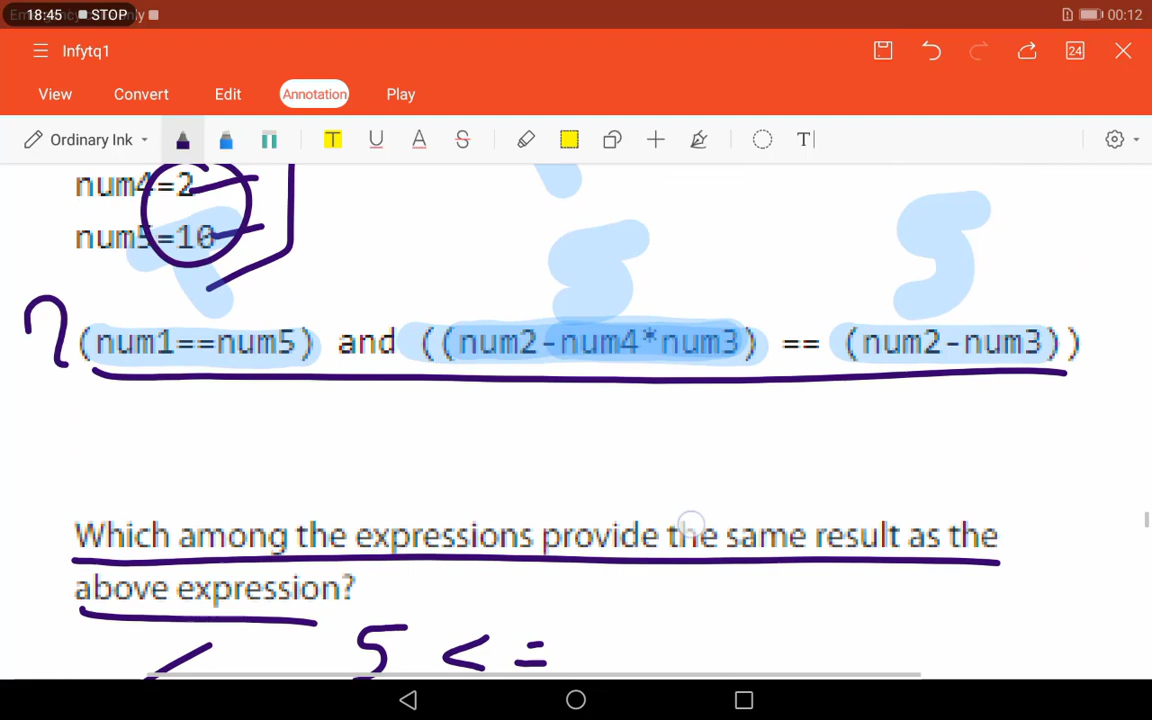 18:45 STOP
00:12
Infytq1
24
View Convert Edit Annotation Play
Ordinary Ink T U A S T
num4=2
num5=10
T 3 5
? (num1==num5) and ((num2-num4*num3) == (num2-num3))
Which among the expressions provide the same result as the
above expression?
5 < =